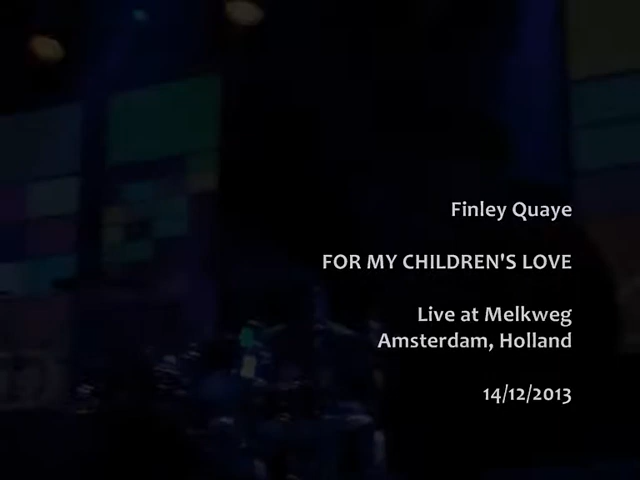 Finley Quaye
FOR MY CHILDREN'S LOVE
Live at Melkweg
Amsterdam, Holland
14/12/2013